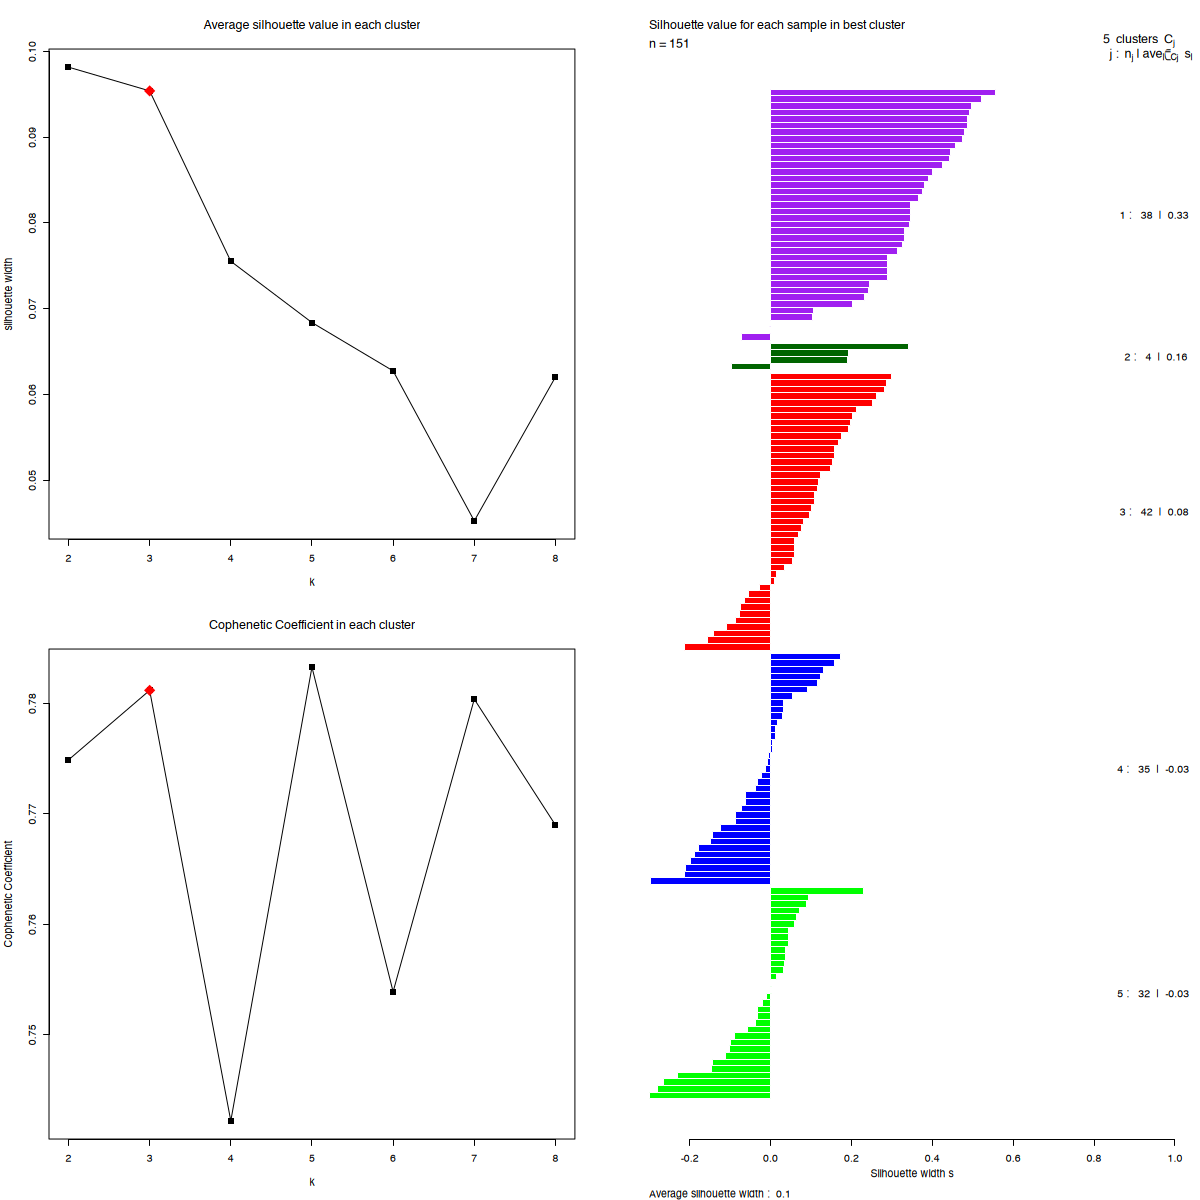 Average silhouette value in each cluster
0.10
0.09
0.08
0.07
0.06
0.05
silhouette width
2 3 4 5 6 7 8
k
Cophenetic Coefficient in each cluster
0.78
0.77
0.76
0.75
Cophenetic Coefficient
2 3 4 5 6 7 8
k
Silhouette value for each sample in best cluster
n = 151
5 clusters Cj
j : nj | ave
1 : 38 | 0.33
2 : 4 | 0.16
3 : 42 | 0.08
4 : 35 | -0.03
5 : 32 | -0.03
-0.2 0.0 0.2 0.4 0.6 0.8 1.0
Silhouette width s
Average silhouette width : 0.1